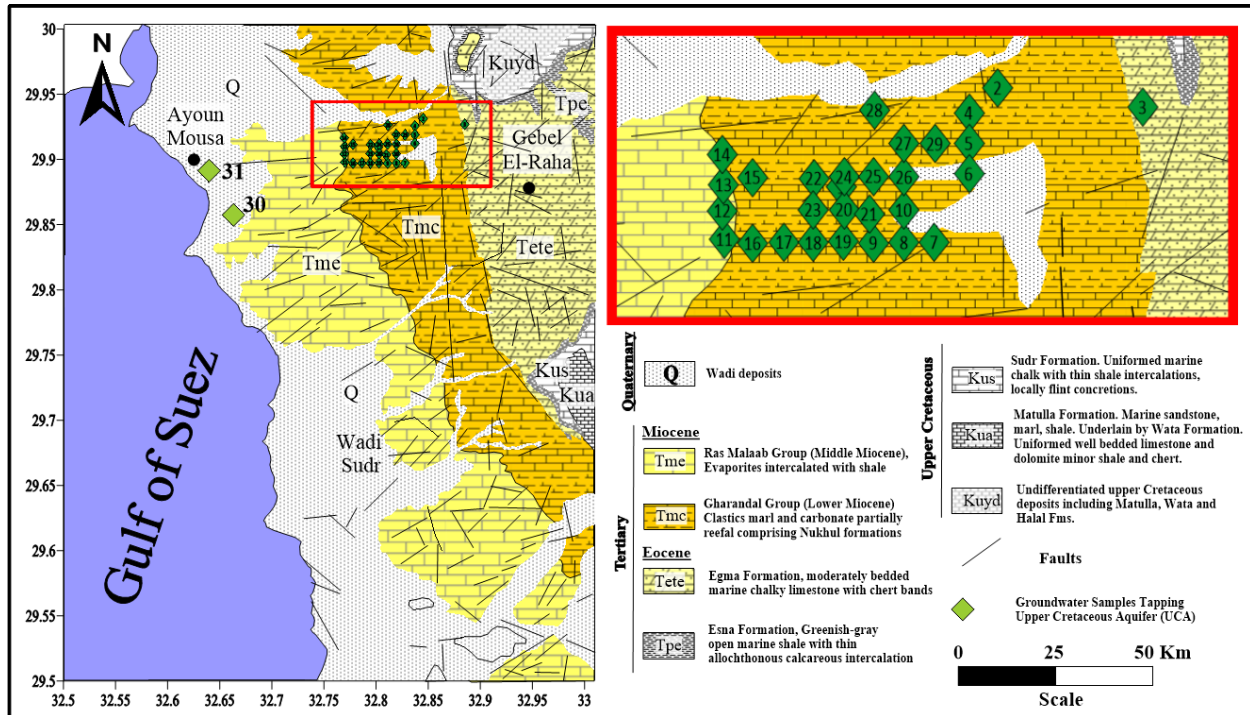 30
29.95
29.9
29.85
29.8
29.75
29.7
29.65
29.6
29.55
29.5
32.5
32.55
32.6
32.65
32.7
32.75
32.8
32.85
32.9
32.95
33
N
Q
Kuyd
Tpe
Ayoun
Mousa
Gebel
El-Raha
31
30
Tmc
Tme
Tete
Kus
Kua
Q
Wadi
Sudr
Gulf of Suez
2
3
28
4
27
29
5
14
13
15
22
24
25
26
6
12
23
20
21
10
11
16
17
18
19
9
8
7
Quaternary
Q
Wadi deposits
Tertiary
Miocene
Tme
Ras Malaab Group (Middle Miocene),
Evaporites intercalated with shale
Tmc
Gharandal Group (Lower Miocene)
Clastics marl and carbonate partially
reefal comprising Nukhul formations
Eocene
Tete
Egma Formation, moderately bedded
marine chalky limestone with chert bands
Tpe
Esna Formation, Greenish-gray
open marine shale with thin
allochthonous calcareous intercalation
Upper Cretaceous
Kus
Sudr Formation. Uniformed marine
chalk with thin shale intercalations,
locally flint concretions.
Kua
Matulla Formation. Marine sandstone,
marl, shale. Underlain by Wata Formation.
Uniformed well bedded limestone and
dolomite minor shale and chert.
Kuyd
Undifferentiated upper Cretaceous
deposits including Matulla, Wata and
Halal Fms.
Faults
Groundwater Samples Tapping
Upper Cretaceous Aquifer (UCA)
0 25 50 Km
Scale